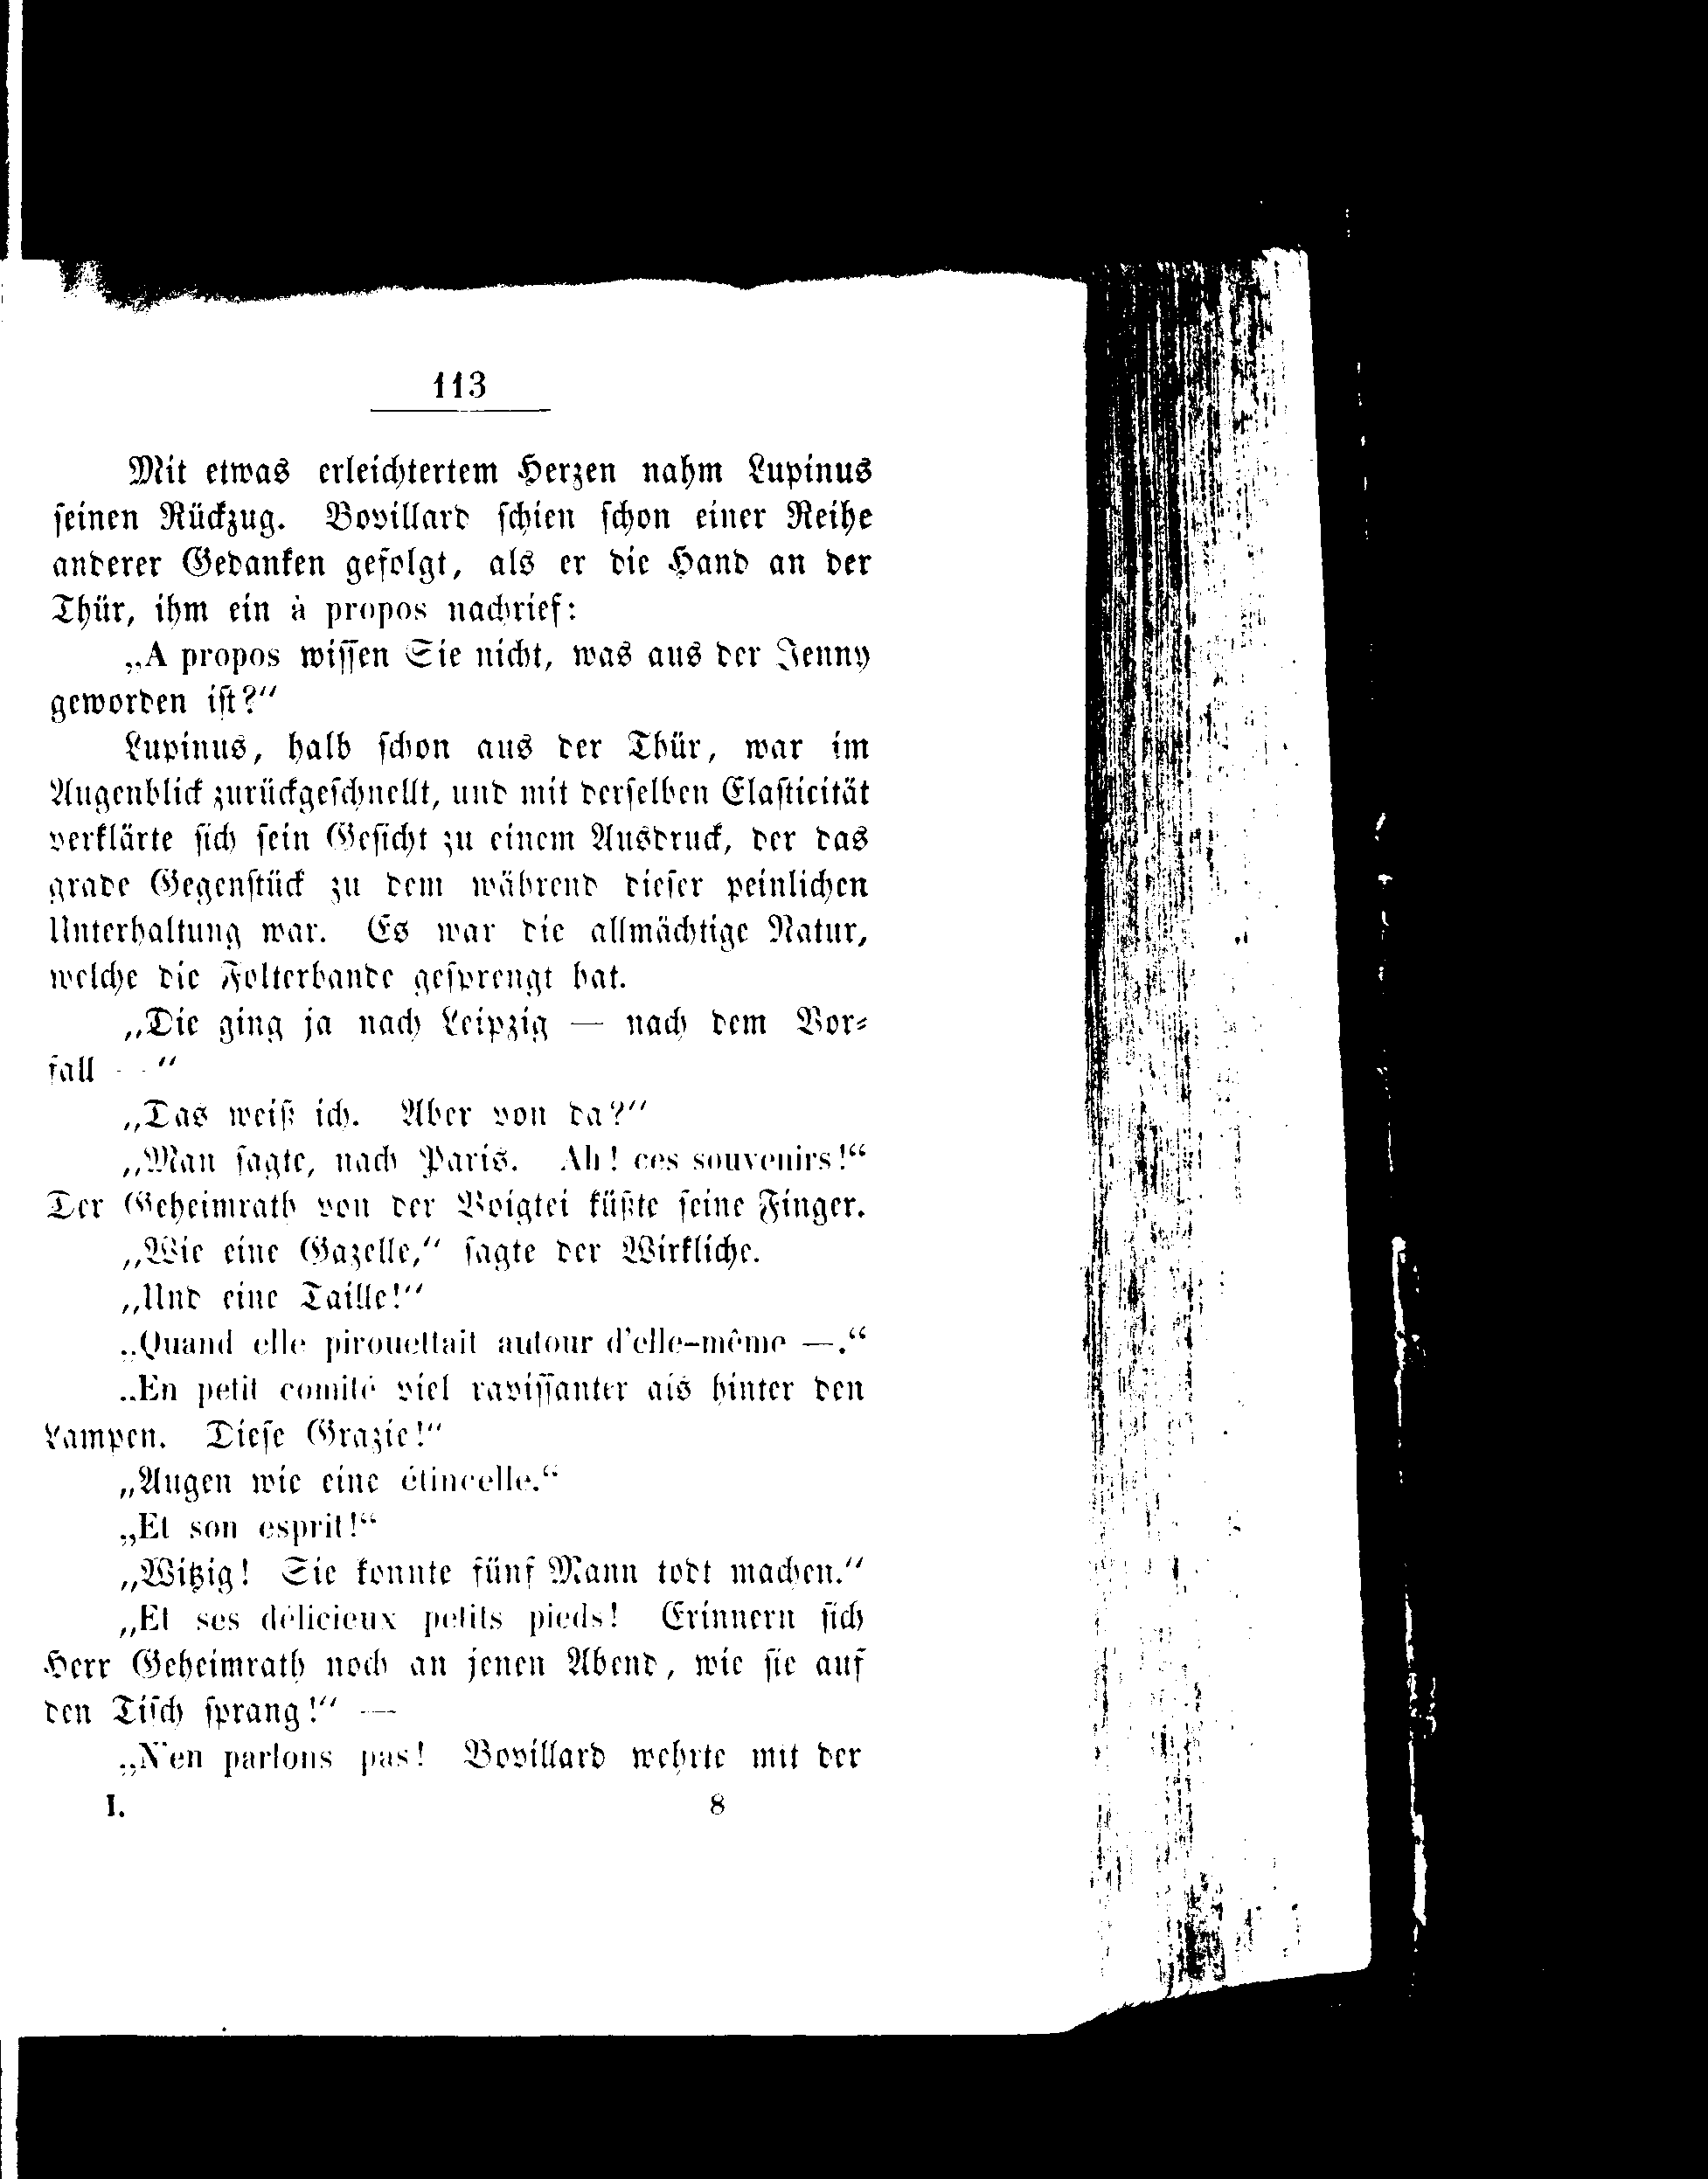 113
Mit etwas erleichtertem Herzen nahm Lupinus
ſeinen Rückzug. Bovillard ſchien ſchon einer Reihe
anderer Gedanken gefolgt, als er die Hand an der
Thür, ihm ein à propos nachrief:
„A propos wiſſen Sie nicht, was aus der Jenny
geworden iſt?“
Lupinus, halb ſchon aus der Thür, war im
Augenblick zurückgeſchnellt, und mit derſelben Elaſticität
verklärte ſich ſein Geſicht zu einem Ausdruck, der das
grade Gegenſtück zu dem während dieſer peinlichen
Unterhaltung war. Es war die allmächtige Natur,
welche die Folterbande geſprengt hat.
„Die ging ja nach Leipzig — nach dem Vor⸗
fall — “
„Das weiß ich. Aber von da?“
„Man ſagte, nach Paris. Ah! ces souvenirs!“
Der Geheimrath von der Voigtei küßte ſeine Finger.
„Wie eine Gazelle,“ ſagte der Wirkliche.
„Und eine Taille!“
„Quand elle pirouettait autour d'elle-même —.“
„En petit comité viel raviſſanter als hinter den
Lampen. Dieſe Grazie!“
„Augen wie eine étincelle.“
„Et son esprit!“
„Witzig! Sie konnte fünf Mann todt machen.“
„Et ses délicieux petits pieds! Erinnern ſich
Herr Geheimrath noch an jenen Abend, wie ſie auf
den Tiſch ſprang!“ —
„N'en parlons pas! Bovillard wehrte mit der
I. 8